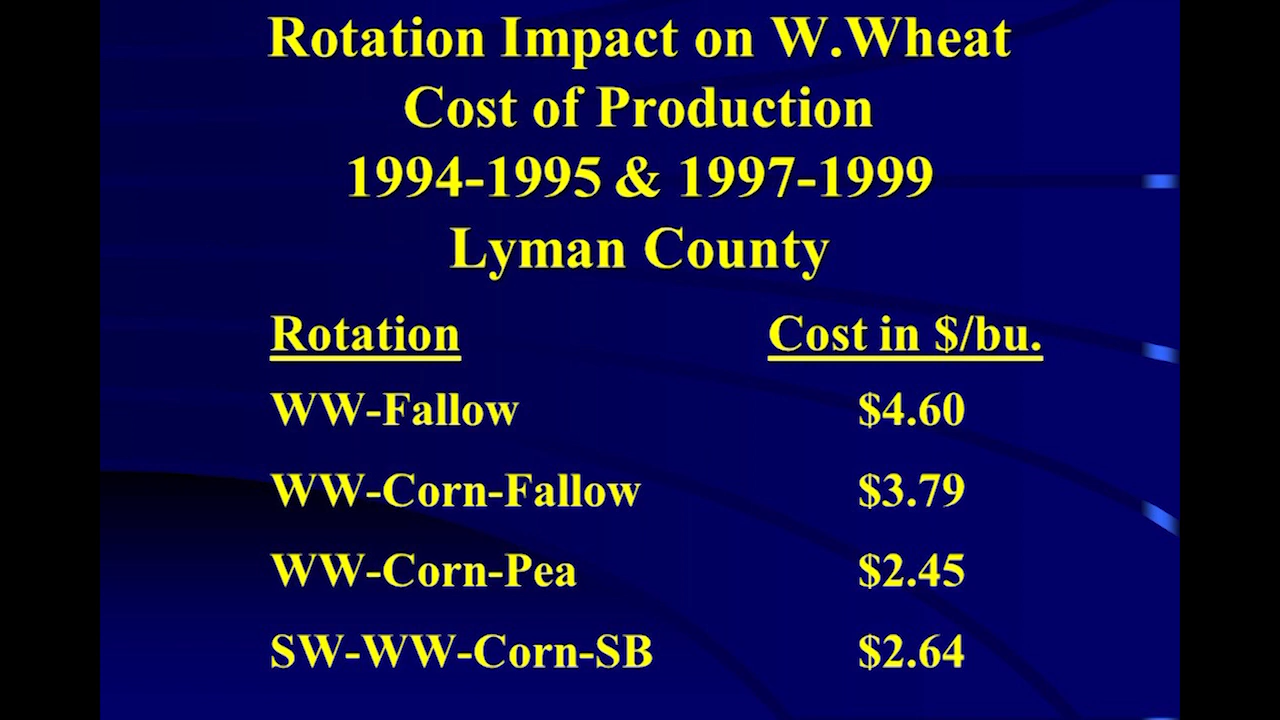 Rotation Impact on W.Wheat
Cost of Production
1994-1995 & 1997-1999
Lyman County
Rotation Cost in $/bu.
WW-Fallow $4.60
WW-Corn-Fallow $3.79
WW-Corn-Pea $2.45
SW-WW-Corn-SB $2.64